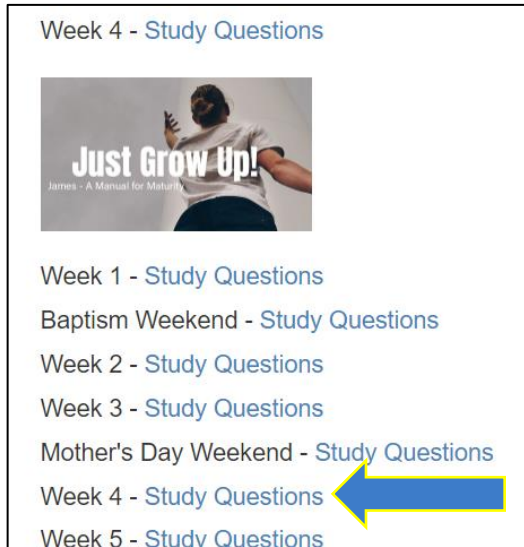 Week 4 - Study Questions
Just Grow Up!
James - A Manual for Maturity
Week 1 - Study Questions
Baptism Weekend - Study Questions
Week 2 - Study Questions
Week 3 - Study Questions
Mother's Day Weekend - Study Questions
Week 4 - Study Questions
Week 5 - Study Questions